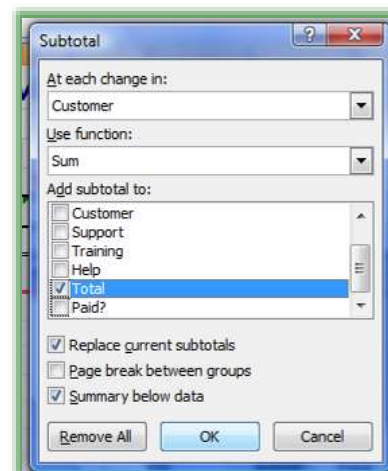 Subtotal
At each change in:
Customer
Use function:
Sum
Add subtotal to:
Customer
Support
Training
Help
Total
Paid?
Replace current subtotals
Page break between groups
Summary below data
Remove All OK Cancel